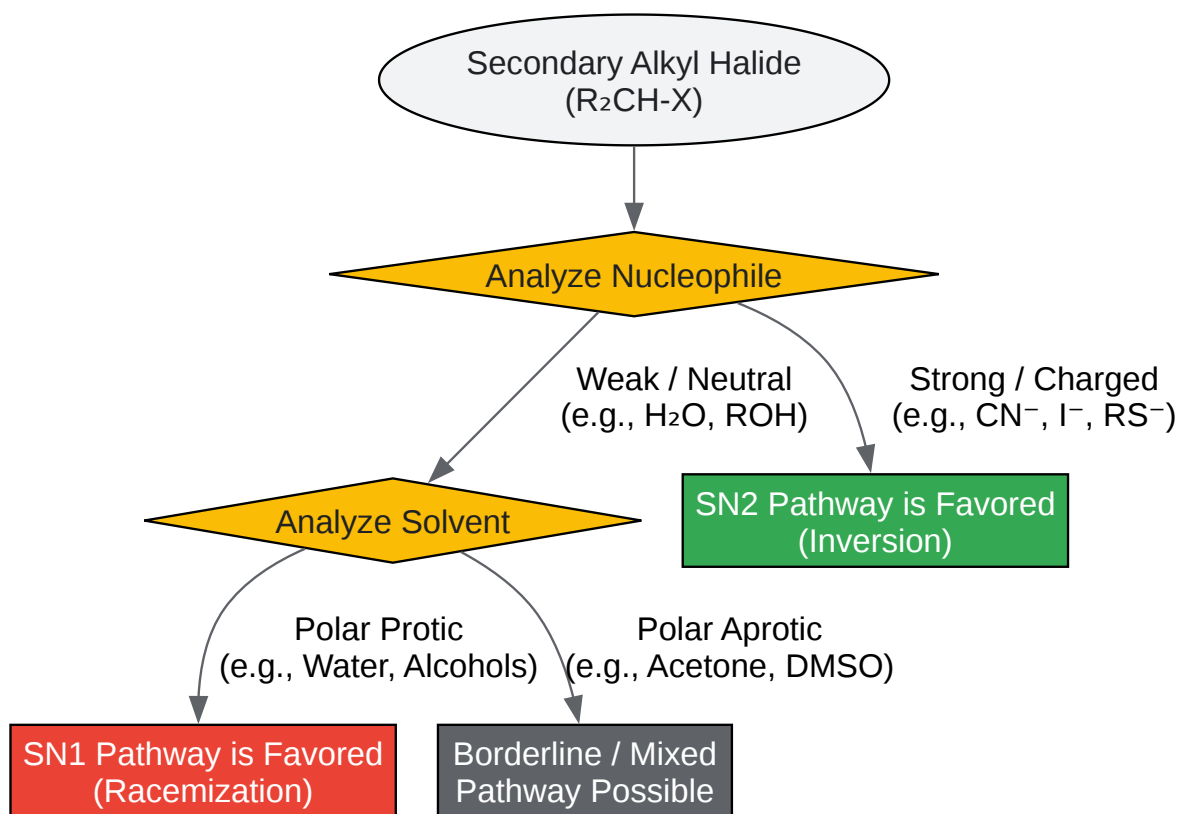 Secondary Alkyl Halide
(R₂CH-X)
Analyze Nucleophile
Weak / Neutral
(e.g., H₂O, ROH)
Strong / Charged
(e.g., CN⁻, I⁻, RS⁻)
Analyze Solvent
SN2 Pathway is Favored
(Inversion)
Polar Protic
(e.g., Water, Alcohols)
Polar Aprotic
(e.g., Acetone, DMSO)
SN1 Pathway is Favored
(Racemization)
Borderline / Mixed
Pathway Possible